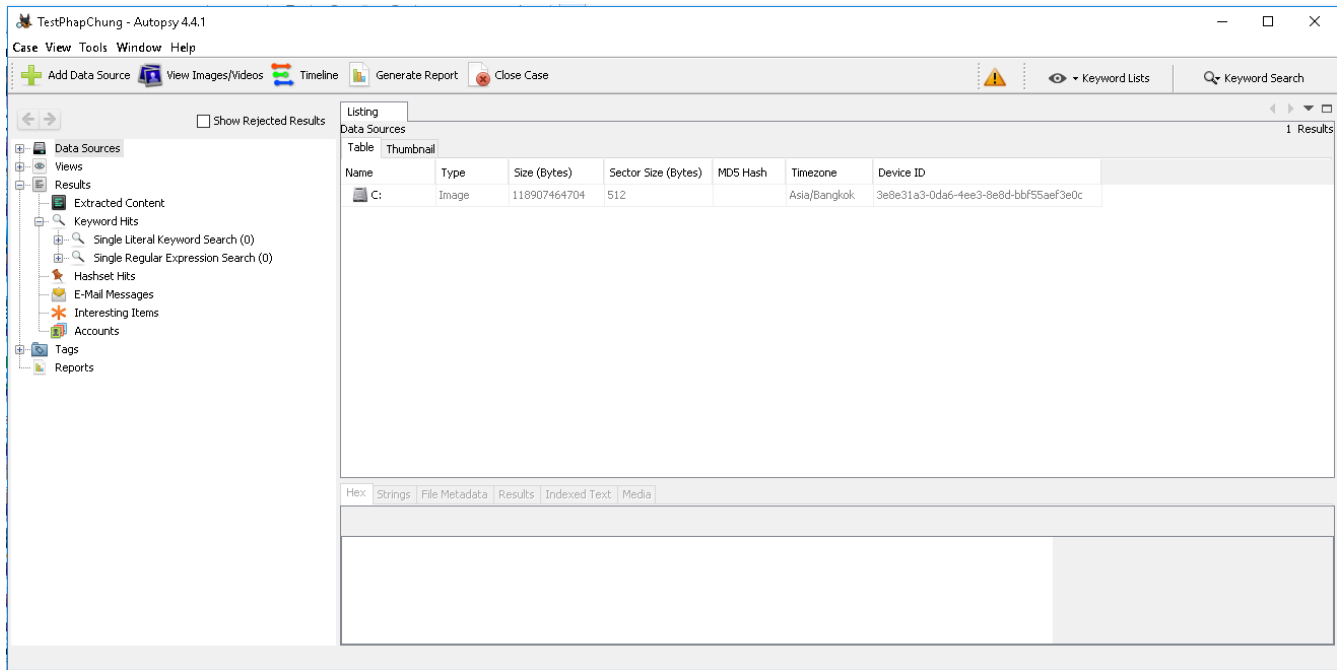 TestPhapChung - Autopsy 4.4.1
Case View Tools Window Help
Add Data Source View Images/Videos Timeline Generate Report Close Case Keyword Lists Keyword Search
Show Rejected Results
Data Sources
Views
Results
Extracted Content
Keyword Hits
Single Literal Keyword Search (0)
Single Regular Expression Search (0)
Hashset Hits
E-Mail Messages
Interesting Items
Accounts
Tags
Reports
Listing
Data Sources 1 Results
Table Thumbnail
Name Type Size (Bytes) Sector Size (Bytes) MD5 Hash Timezone Device ID
C: Image 118907464704 512 Asia/Bangkok 3e8e31a3-0da6-4ee3-8e8d-bbf55aef3e0c
Hex Strings File Metadata Results Indexed Text Media